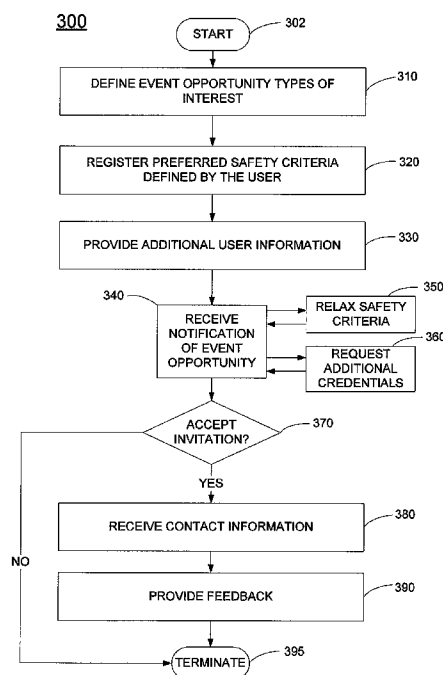 300
START
302
DEFINE EVENT OPPORTUNITY TYPES OF
INTEREST
310
REGISTER PREFERRED SAFETY CRITERIA
DEFINED BY THE USER
320
PROVIDE ADDITIONAL USER INFORMATION
330
340
RECEIVE
NOTIFICATION
OF EVENT
OPPORTUNITY
350
RELAX SAFETY
CRITERIA
360
REQUEST
ADDITIONAL
CREDENTIALS
ACCEPT
INVITATION?
370
YES
NO
RECEIVE CONTACT INFORMATION
380
PROVIDE FEEDBACK
390
TERMINATE
395